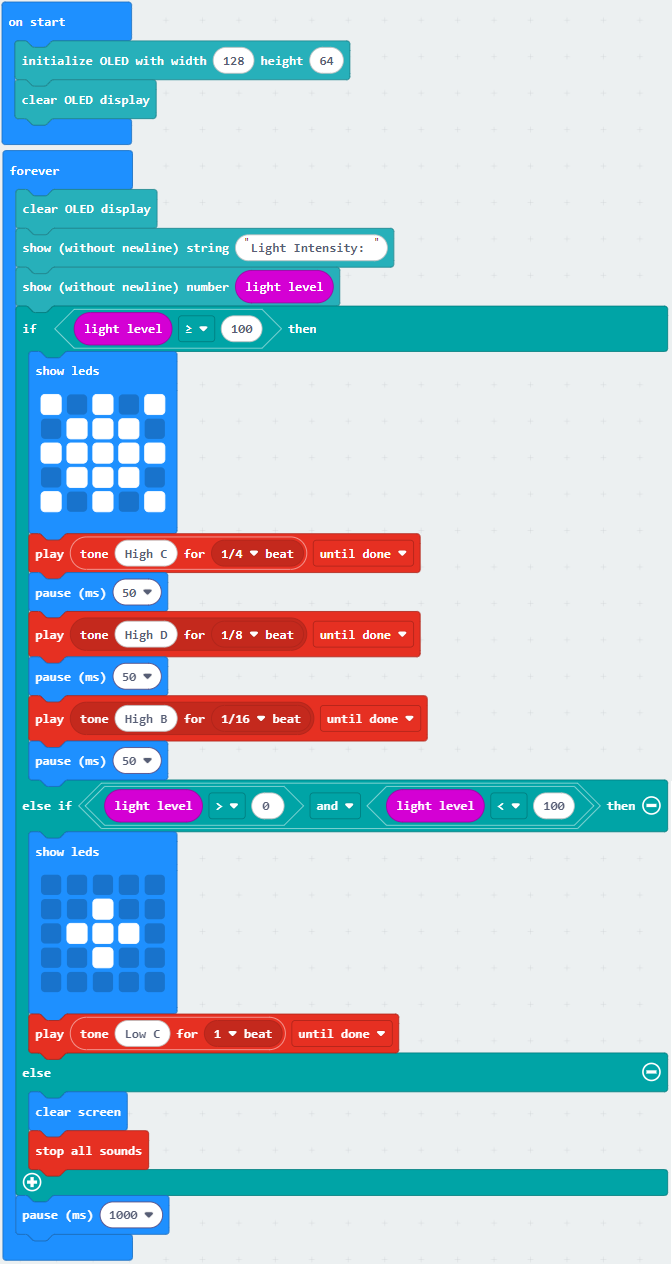 on start
initialize OLED with width 128 height 64
clear OLED display
forever
clear OLED display
show (without newline) string "Light Intensity: "
show (without newline) number light level
if light level ≥ 100 then
show leds
play tone High C for 1/4 beat until done
pause (ms) 50
play tone High D for 1/8 beat until done
pause (ms) 50
play tone High B for 1/16 beat until done
pause (ms) 50
else if light level > 0 and light level < 100 then
show leds
play tone Low C for 1 beat until done
else
clear screen
stop all sounds
pause (ms) 1000